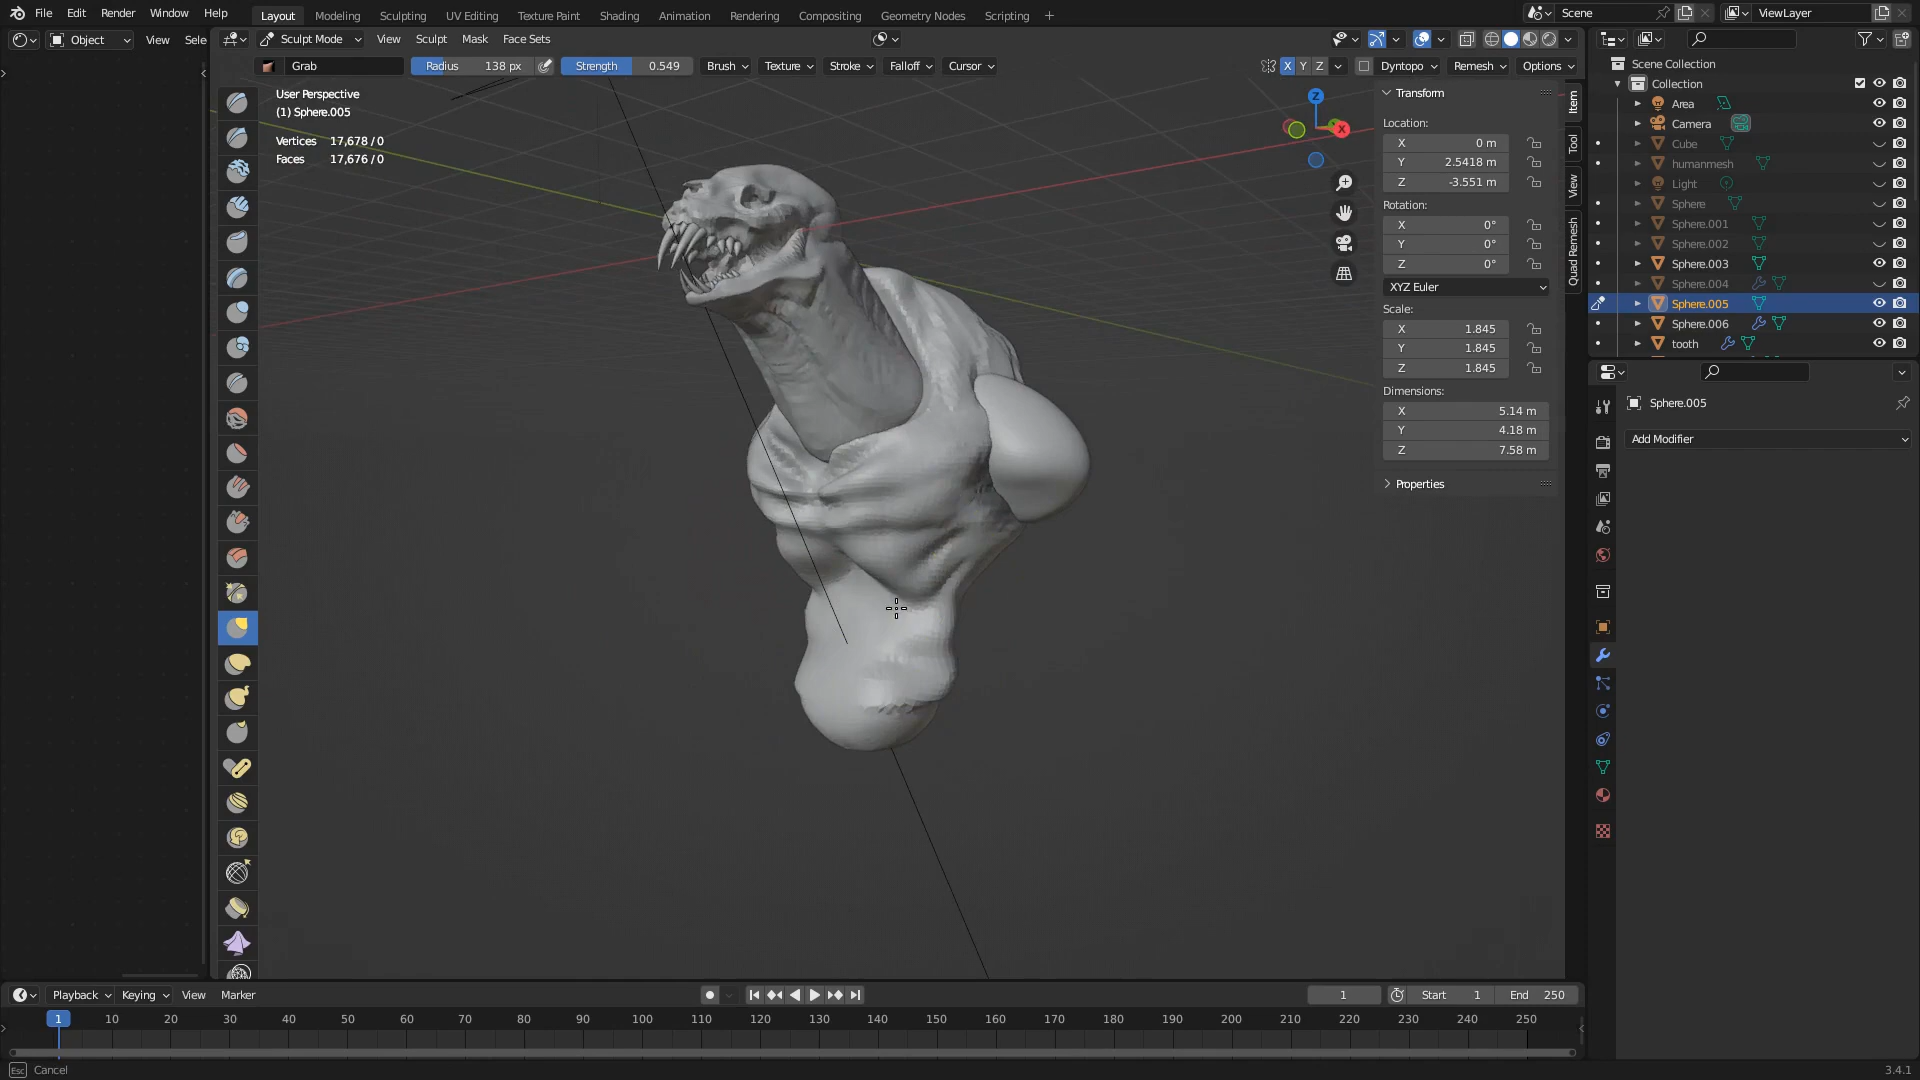 File Edit Render Window Help Layout Modeling Sculpting UV Editing Texture Paint Shading Animation Rendering Compositing Geometry Nodes Scripting + Scene ViewLayer
Object View Sele Sculpt Mode View Sculpt Mask Face Sets
Grab Radius 138 px Strength 0.549 Brush Texture Stroke Falloff Cursor X Y Z Dyntopo Remesh Options
User Perspective
(1) Sphere.005
Vertices 17,678 / 0
Faces 17,676 / 0
Z
X
Transform
Location:
X 0 m
Y 2.5418 m
Z -3.551 m
Rotation:
X 0°
Y 0°
Z 0°
XYZ Euler
Scale:
X 1.845
Y 1.845
Z 1.845
Dimensions:
X 5.14 m
Y 4.18 m
Z 7.58 m
Properties
Item
Tool
View
Quad Remesh
Scene Collection
Collection
Area
Camera
Cube
humanmesh
Light
Sphere
Sphere.001
Sphere.002
Sphere.003
Sphere.004
Sphere.005
Sphere.006
tooth
Sphere.005
Add Modifier
Playback Keying View Marker 1 Start 1 End 250
1 10 20 30 40 50 60 70 80 90 100 110 120 130 140 150 160 170 180 190 200 210 220 230 240 250
Esc Cancel 3.4.1